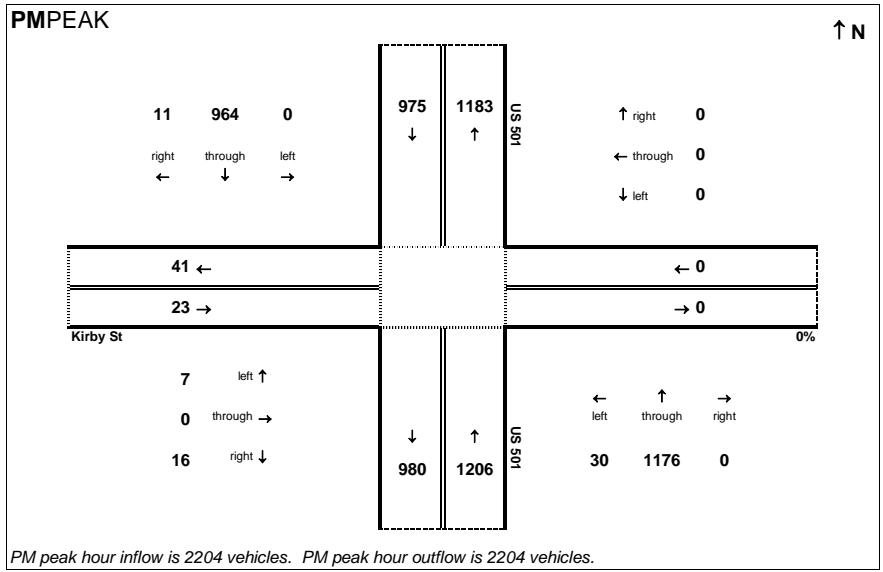 PMPEAK
↑ N
11 964 0
right through left
← ↓ →
975 1183
↓ ↑
US 501
↑ right 0
← through 0
↓ left 0
41 ←
23 →
← 0
→ 0
Kirby St
0%
7 left ↑
0 through →
16 right ↓
↓ ↑
980 1206
US 501
← ↑ →
left through right
30 1176 0
PM peak hour inflow is 2204 vehicles. PM peak hour outflow is 2204 vehicles.